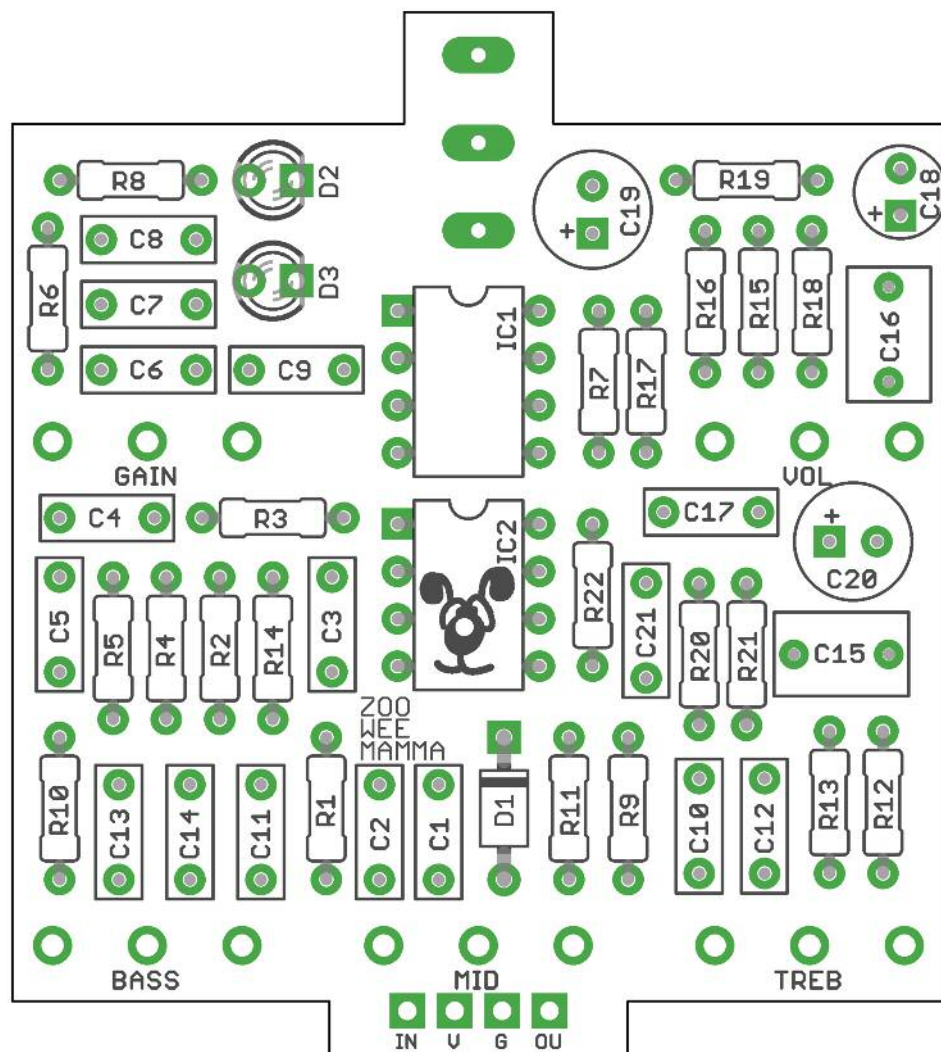 R8
D2
C19
+
R19
C18
+
C8
R6
D3
C7
R16
R15
R18
C16
IC1
C6
C9
R7
R17
GAIN
VOL
C4
R3
IC2
C17
+
C20
C5
R5
R4
R2
R14
C3
R22
C21
R20
R21
C15
ZOO
WEE
MAMMA
R10
C13
C14
C11
R1
C2
C1
D1
R11
R9
C10
C12
R13
R12
BASS
MID
TREB
IN V G OU